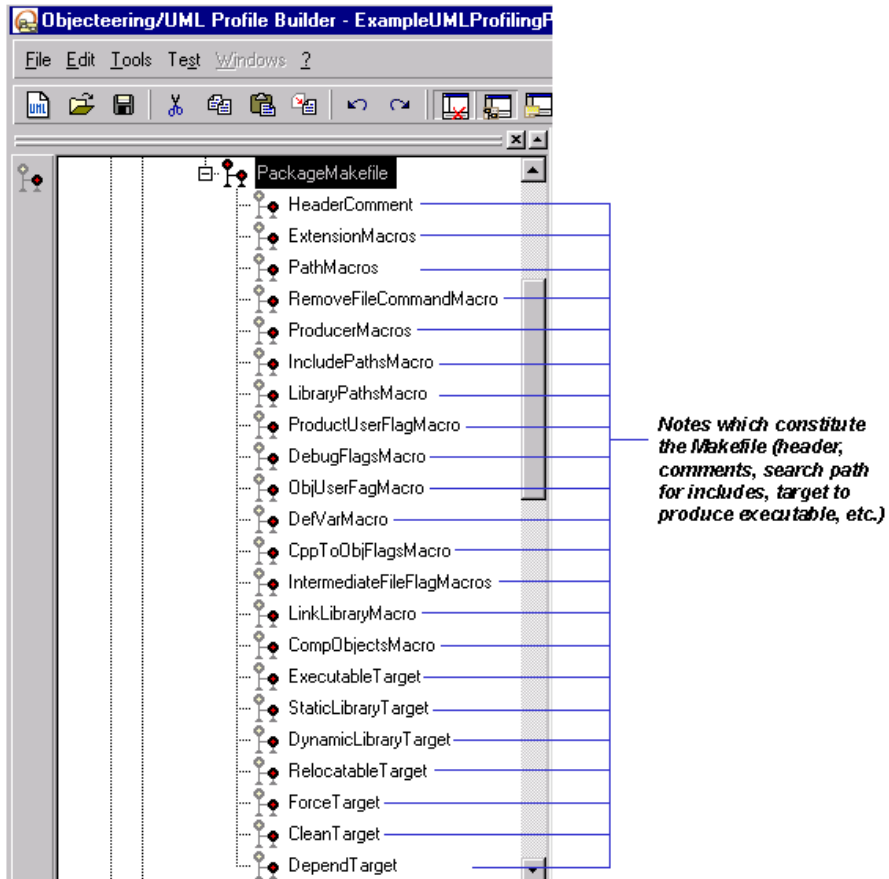 Objecteering/UML Profile Builder - ExampleUMLProfilingP
File Edit Tools Test Windows ?
UML
PackageMakefile
HeaderComment
ExtensionMacros
PathMacros
RemoveFileCommandMacro
ProducerMacros
IncludePathsMacro
LibraryPathsMacro
ProductUserFlagMacro
DebugFlagsMacro
ObjUserFagMacro
DefVarMacro
CppToObjFlagsMacro
IntermediateFileFlagMacros
LinkLibraryMacro
CompObjectsMacro
ExecutableTarget
StaticLibraryTarget
DynamicLibraryTarget
RelocatableTarget
ForceTarget
CleanTarget
DependTarget
Notes which constitute
the Makefile (header,
comments, search path
for includes, target to
produce executable, etc.)